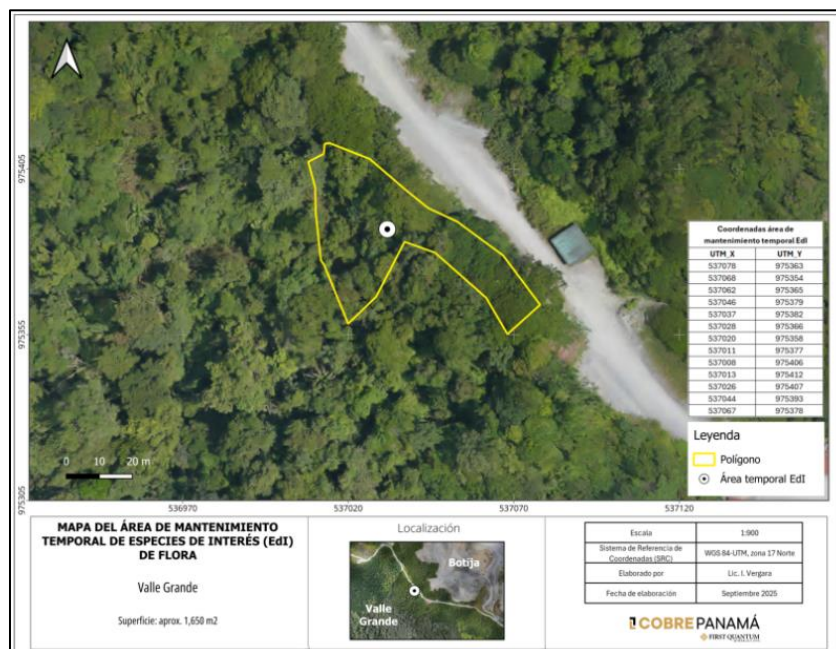 975405
975355
975305
0 10 20 m
536970 537020 537070 537120
Coordenadas área de
mantenimiento temporal EdI
UTM_X UTM_Y
537078 975363
537068 975354
537062 975365
537046 975379
537037 975382
537028 975366
537020 975358
537011 975377
537008 975406
537013 975412
537026 975407
537044 975393
537067 975378
Leyenda
Polígono
Área temporal EdI
MAPA DEL ÁREA DE MANTENIMIENTO
TEMPORAL DE ESPECIES DE INTERÉS (EdI)
DE FLORA
Valle Grande
Superficie: aprox. 1,650 m2
Localización
Botija
Valle
Grande
Escala 1:900
Sistema de Referencia de
Coordenadas (SRC) WGS 84-UTM, zona 17 Norte
Elaborado por Lic. I. Vergara
Fecha de elaboración Septiembre 2025
COBRE PANAMÁ
FIRST QUANTUM